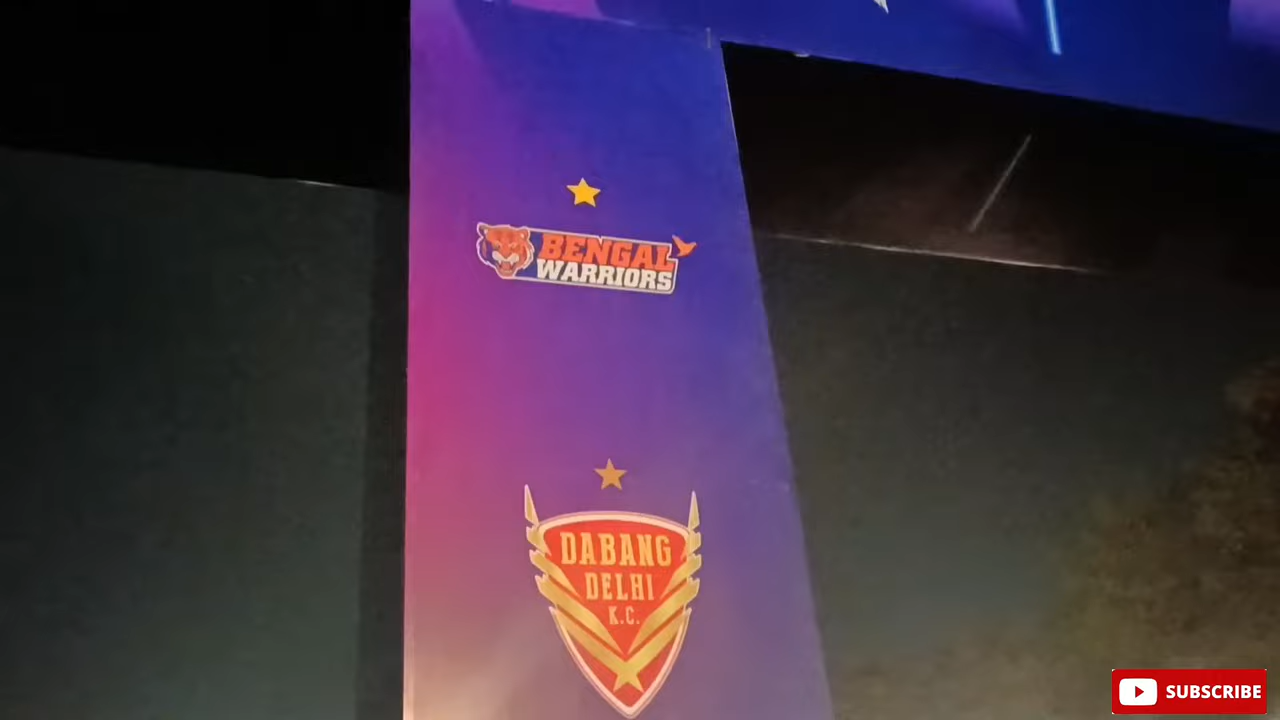 BENGAL
WARRIORS
DABANG
DELHI
K.C.
SUBSCRIBE